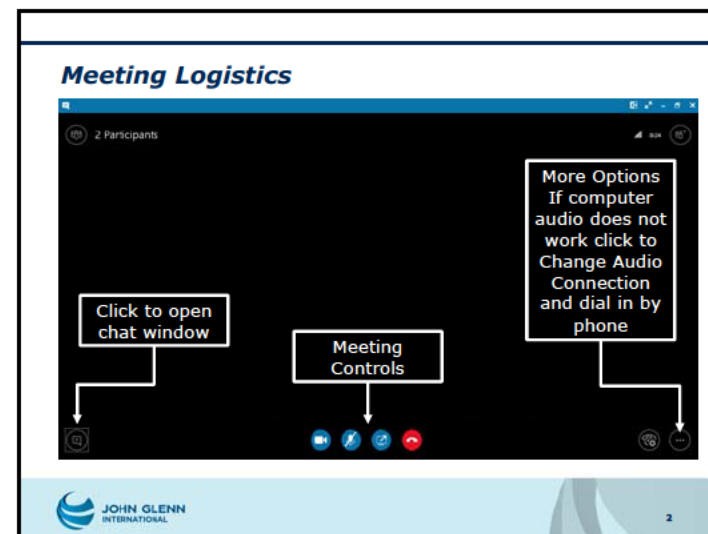 Meeting Logistics
2 Participants
More Options
If computer
audio does not
work click to
Change Audio
Connection
and dial in by
phone
Click to open
chat window
Meeting
Controls
JOHN GLENN
INTERNATIONAL
2